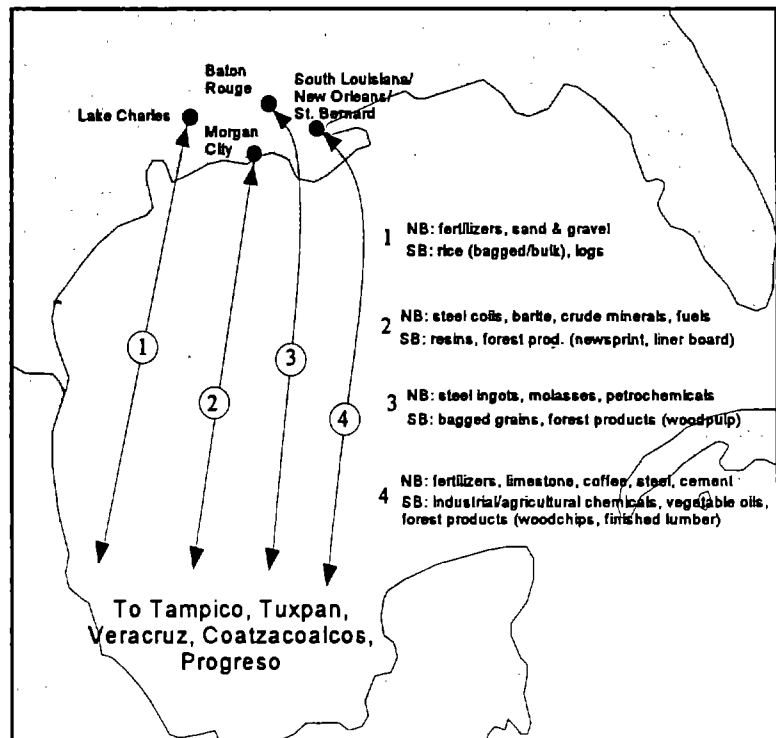 Baton
Rouge
South Louisiana/
New Orleans/
St. Bernard
Lake Charles
Morgan
City
1
NB: fertilizers, sand & gravel
SB: rice (bagged/bulk), logs
2
NB: steel coils, barite, crude minerals, fuels
SB: resins, forest prod. (newsprint, liner board)
3
NB: steel ingots, molasses, petrochemicals
SB: bagged grains, forest products (woodpulp)
4
NB: fertilizers, limestone, coffee, steel, cement
SB: industrial/agricultural chemicals, vegetable oils,
forest products (woodchips, finished lumber)
1
2
3
4
To Tampico, Tuxpan,
Veracruz, Coatzacoalcos,
Progreso